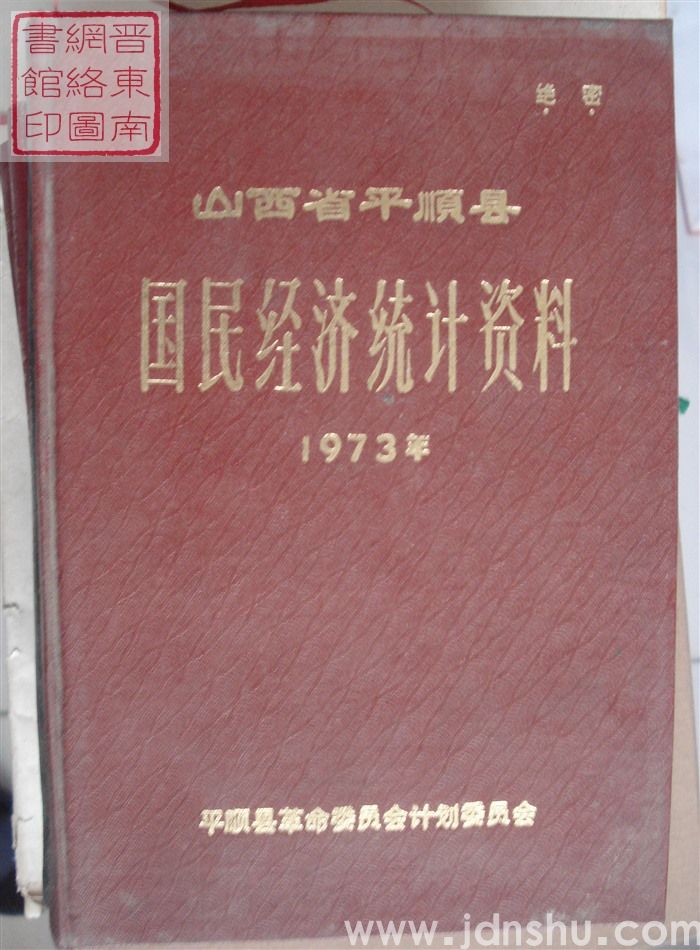 晋東南
網絡圖
書館印
绝密
山西省平順县
国民经济统计资料
1973年
平顺县革命委员会计划委员会
www.jdnshu.com